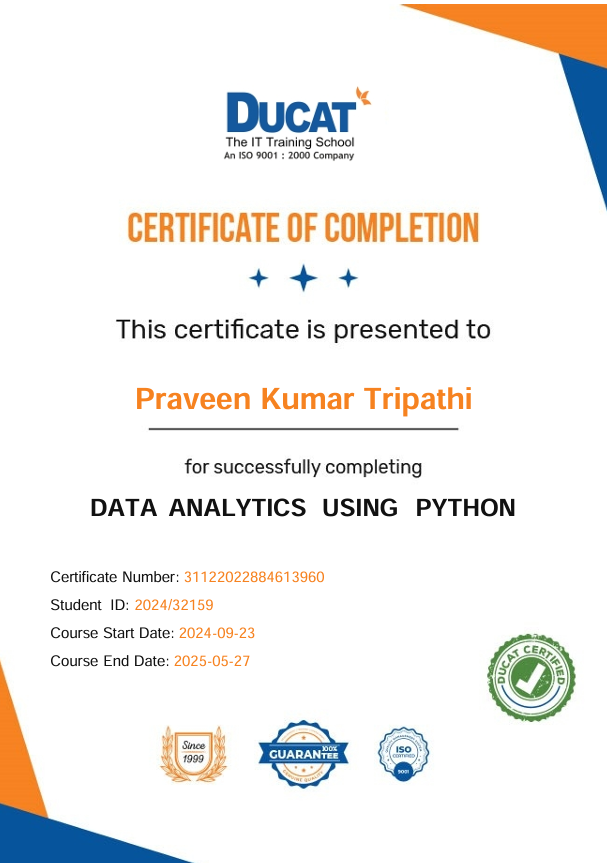 DUCAT
The IT Training School
An ISO 9001 : 2000 Company
CERTIFICATE OF COMPLETION
This certificate is presented to
Praveen Kumar Tripathi
for successfully completing
DATA ANALYTICS USING PYTHON
Certificate Number: 31122022884613960
Student ID: 2024/32159
Course Start Date: 2024-09-23
Course End Date: 2025-05-27
DUCAT CERTIFIED
Since
1999
100%
GUARANTEE
ISO
CERTIFIED
9001